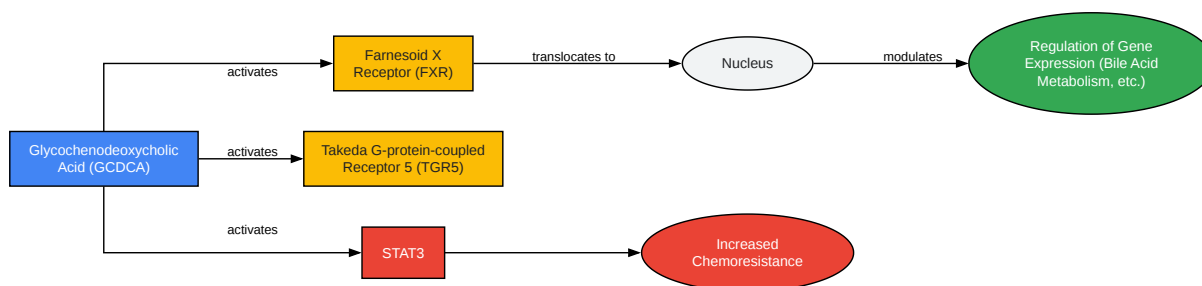 Farnesoid X
Receptor (FXR)
activates
translocates to
Nucleus
modulates
Regulation of Gene
Expression (Bile Acid
Metabolism, etc.)
Glycochenodeoxycholic
Acid (GCDCA)
activates
Takeda G-protein-coupled
Receptor 5 (TGR5)
activates
STAT3
Increased
Chemoresistance